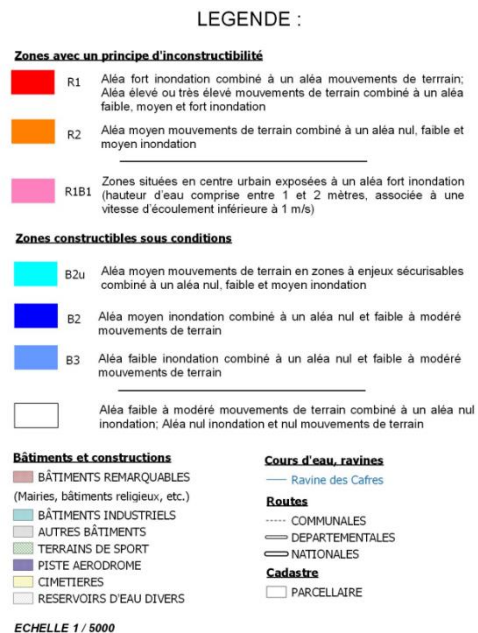 LEGENDE :
Zones avec un principe d'inconstructibilité
R1 Aléa fort inondation combiné à un aléa mouvements de terrrain;
Aléa élevé ou très élevé mouvements de terrain combiné à un aléa
faible, moyen et fort inondation
R2 Aléa moyen mouvements de terrain combiné à un aléa nul, faible et
moyen inondation
R1B1 Zones situées en centre urbain exposées à un aléa fort inondation
(hauteur d'eau comprise entre 1 et 2 mètres, associée à une
vitesse d'écoulement inférieure à 1 m/s)
Zones constructibles sous conditions
B2u Aléa moyen mouvements de terrain en zones à enjeux sécurisables
combiné à un aléa nul, faible et moyen inondation
B2 Aléa moyen inondation combiné à un aléa nul et faible à modéré
mouvements de terrain
B3 Aléa faible inondation combiné à un aléa nul et faible à modéré
mouvements de terrain
Aléa faible à modéré mouvements de terrain combiné à un aléa nul
inondation; Aléa nul inondation et nul mouvements de terrain
Bâtiments et constructions
BÂTIMENTS REMARQUABLES
(Mairies, bâtiments religieux, etc.)
BÂTIMENTS INDUSTRIELS
AUTRES BÂTIMENTS
TERRAINS DE SPORT
PISTE AERODROME
CIMETIERES
RESERVOIRS D'EAU DIVERS
Cours d'eau, ravines
Ravine des Cafres
Routes
COMMUNALES
DEPARTEMENTALES
NATIONALES
Cadastre
PARCELLAIRE
ECHELLE 1 / 5000